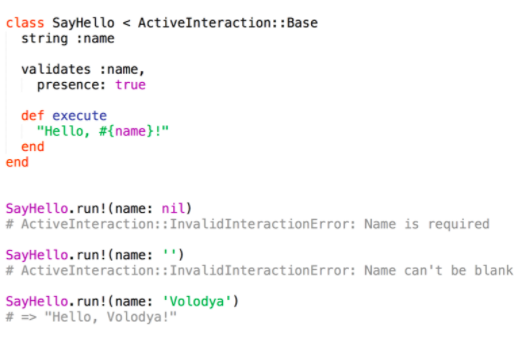 class SayHello < ActiveInteraction::Base
  string :name

  validates :name,
    presence: true

  def execute
    "Hello, #{name}!"
  end
end

SayHello.run!(name: nil)
# ActiveInteraction::InvalidInteractionError: Name is required

SayHello.run!(name: '')
# ActiveInteraction::InvalidInteractionError: Name can't be blank

SayHello.run!(name: 'Volodya')
# => "Hello, Volodya!"